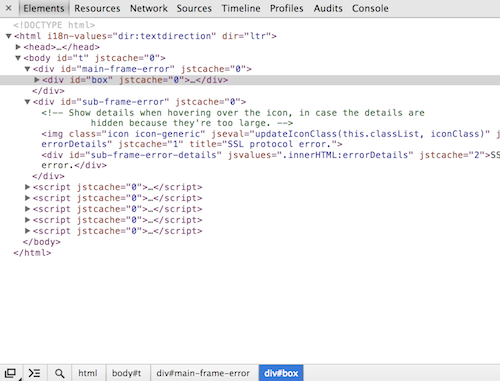 × Elements Resources Network Sources Timeline Profiles Audits Console
<!DOCTYPE html>
▼<html i18n-values="dir:textdirection" dir="ltr">
▶<head>…</head>
▼<body id="t" jstcache="0">
▼<div id="main-frame-error" jstcache="0">
▶<div id="box" jstcache="0">…</div>
</div>
▼<div id="sub-frame-error" jstcache="0">
<!-- Show details when hovering over the icon, in case the details are
hidden because they're too large. -->
<img class="icon icon-generic" jseval="updateIconClass(this.classList, iconClass)" j
errorDetails" jstcache="1" title="SSL protocol error.">
<div id="sub-frame-error-details" jsvalues=".innerHTML:errorDetails" jstcache="2">SS
error.</div>
</div>
▶<script jstcache="0">…</script>
▶<script jstcache="0">…</script>
▶<script jstcache="0">…</script>
▶<script jstcache="0">…</script>
▶<script jstcache="0">…</script>
</body>
</html>
html body#t div#main-frame-error div#box